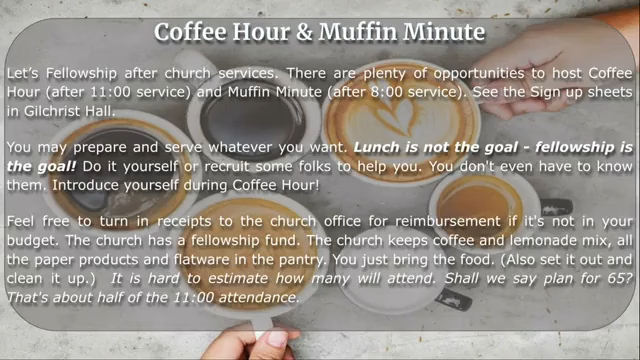 Coffee Hour & Muffin Minute
Let's Fellowship after church services. There are plenty of opportunities to host Coffee
Hour (after 11:00 service) and Muffin Minute (after 8:00 service). See the Sign up sheets
in Gilchrist Hall.
You may prepare and serve whatever you want. Lunch is not the goal - fellowship is
the goal! Do it yourself or recruit some folks to help you. You don't even have to know
them. Introduce yourself during Coffee Hour!
Feel free to turn in receipts to the church office for reimbursement if it's not in your
budget. The church has a fellowship fund. The church keeps coffee and lemonade mix, all
the paper products and flatware in the pantry. You just bring the food. (Also set it out and
clean it up.) It is hard to estimate how many will attend. Shall we say plan for 65?
That's about half of the 11:00 attendance.